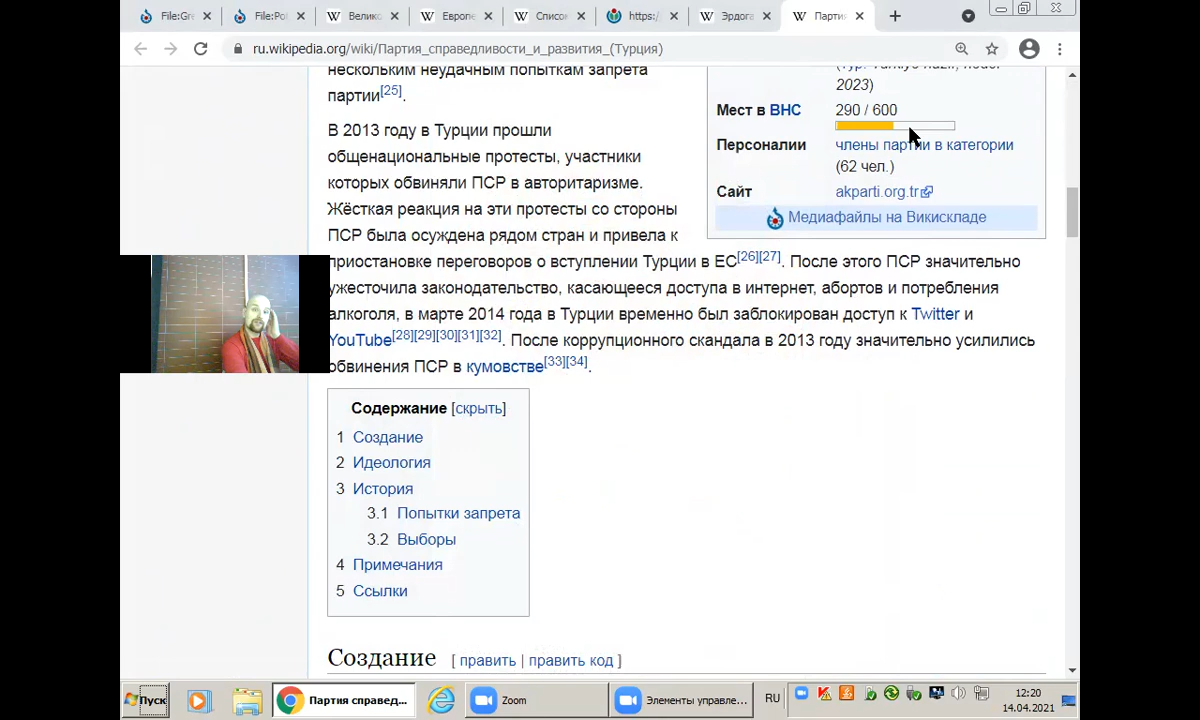 File:Gre
File:Pol
Велико
Европе
Список
https:/
Эрдога
Парти
ru.wikipedia.org/wiki/Партия_справедливости_и_развития_(Турция)
нескольким неудачным попыткам запрета
партии[25].
В 2013 году в Турции прошли
общенациональные протесты, участники
которых обвиняли ПСР в авторитаризме.
Жёсткая реакция на эти протесты со стороны
ПСР была осуждена рядом стран и привела к
приостановке переговоров о вступлении Турции в ЕС[26][27]. После этого ПСР значительно
ужесточила законодательство, касающееся доступа в интернет, абортов и потребления
алкоголя, в марте 2014 года в Турции временно был заблокирован доступ к Twitter и
YouTube[28][29][30][31][32]. После коррупционного скандала в 2013 году значительно усилились
обвинения ПСР в кумовстве[33][34].
2023)
Мест в ВНС 290 / 600
Персоналии члены партии в категории
(62 чел.)
Сайт akparti.org.tr
Медиафайлы на Викискладе
Содержание [скрыть]
1 Создание
2 Идеология
3 История
3.1 Попытки запрета
3.2 Выборы
4 Примечания
5 Ссылки
Создание [ править | править код ]
Пуск
Партия справед...
Zoom
Элементы управле...
RU
12:20
14.04.2021